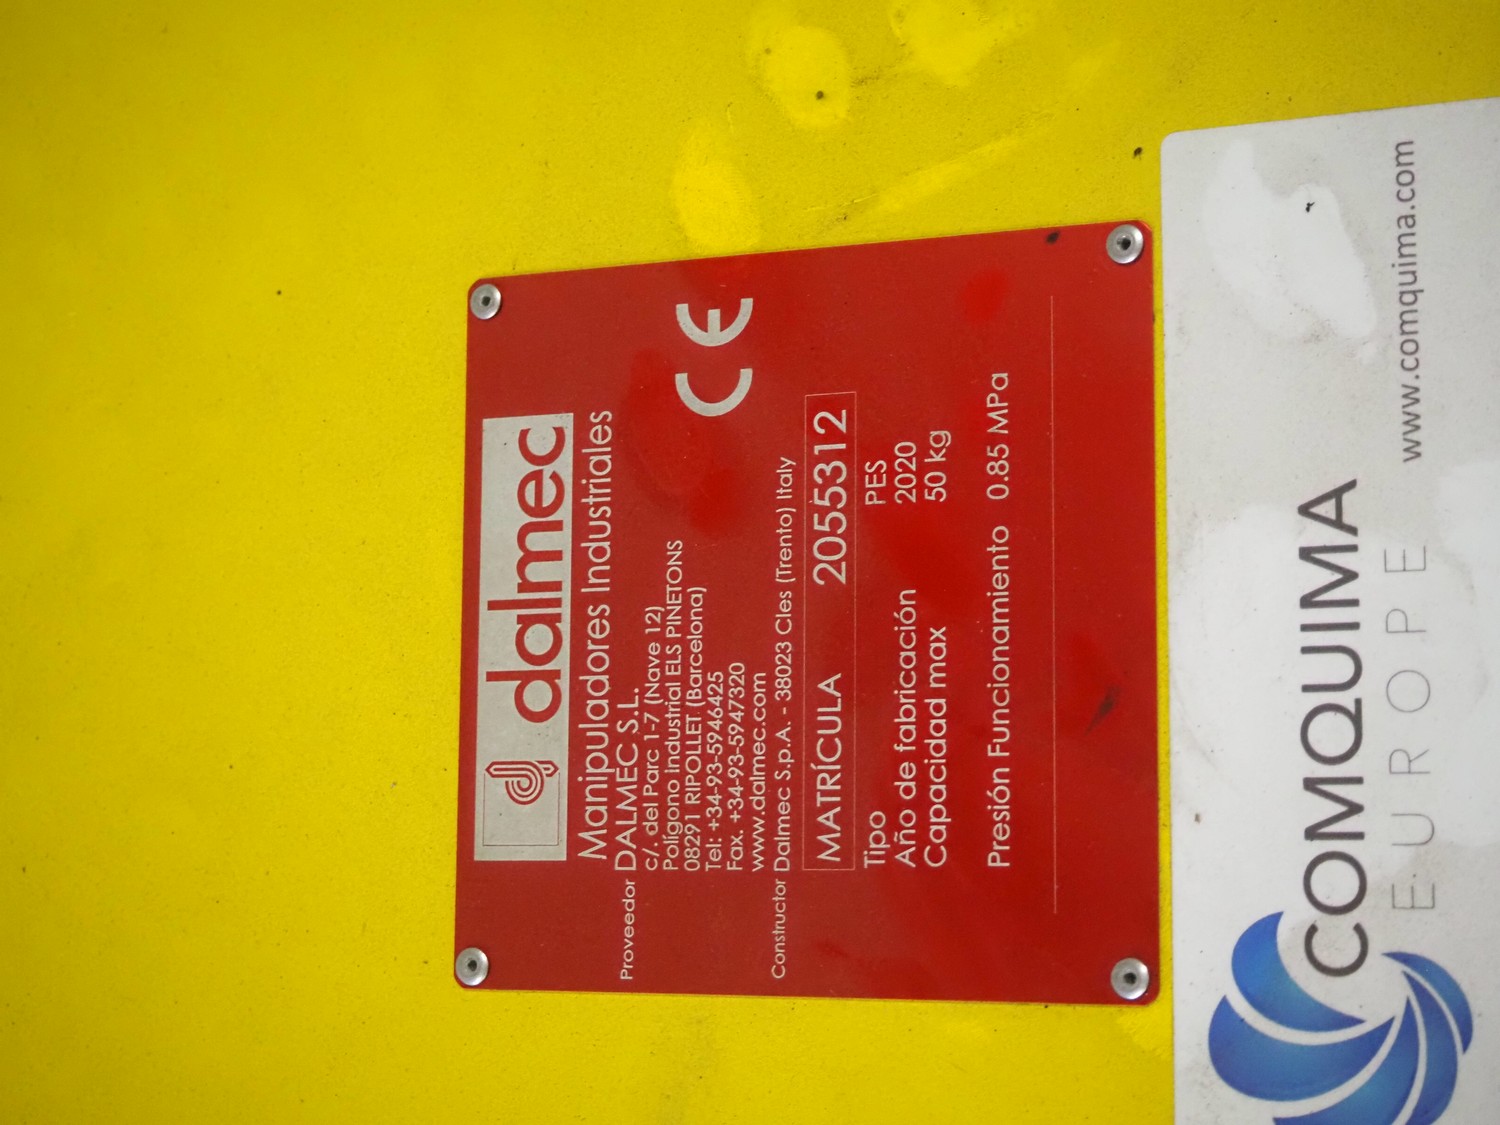 dalmec
Manipuladores Industriales
Proveedor DALMEC S.L.
c/. del Parc 1-7 (Nave 12)
Polígono industrial ELS PINETONS
08291 RIPOLLET (Barcelona)
Tel: +34-93-5946425
Fax. +34-93-5947320
www.dalmec.com
CE
Constructor Dalmec S.p.A. - 38023 Cles (Trento) Italy
MATRÍCULA 2055312
Tipo PES
Año de fabricación 2020
Capacidad max 50 kg
Presión Funcionamiento 0.85 MPa
COMQUIMA
EUROPE
www.comquima.com